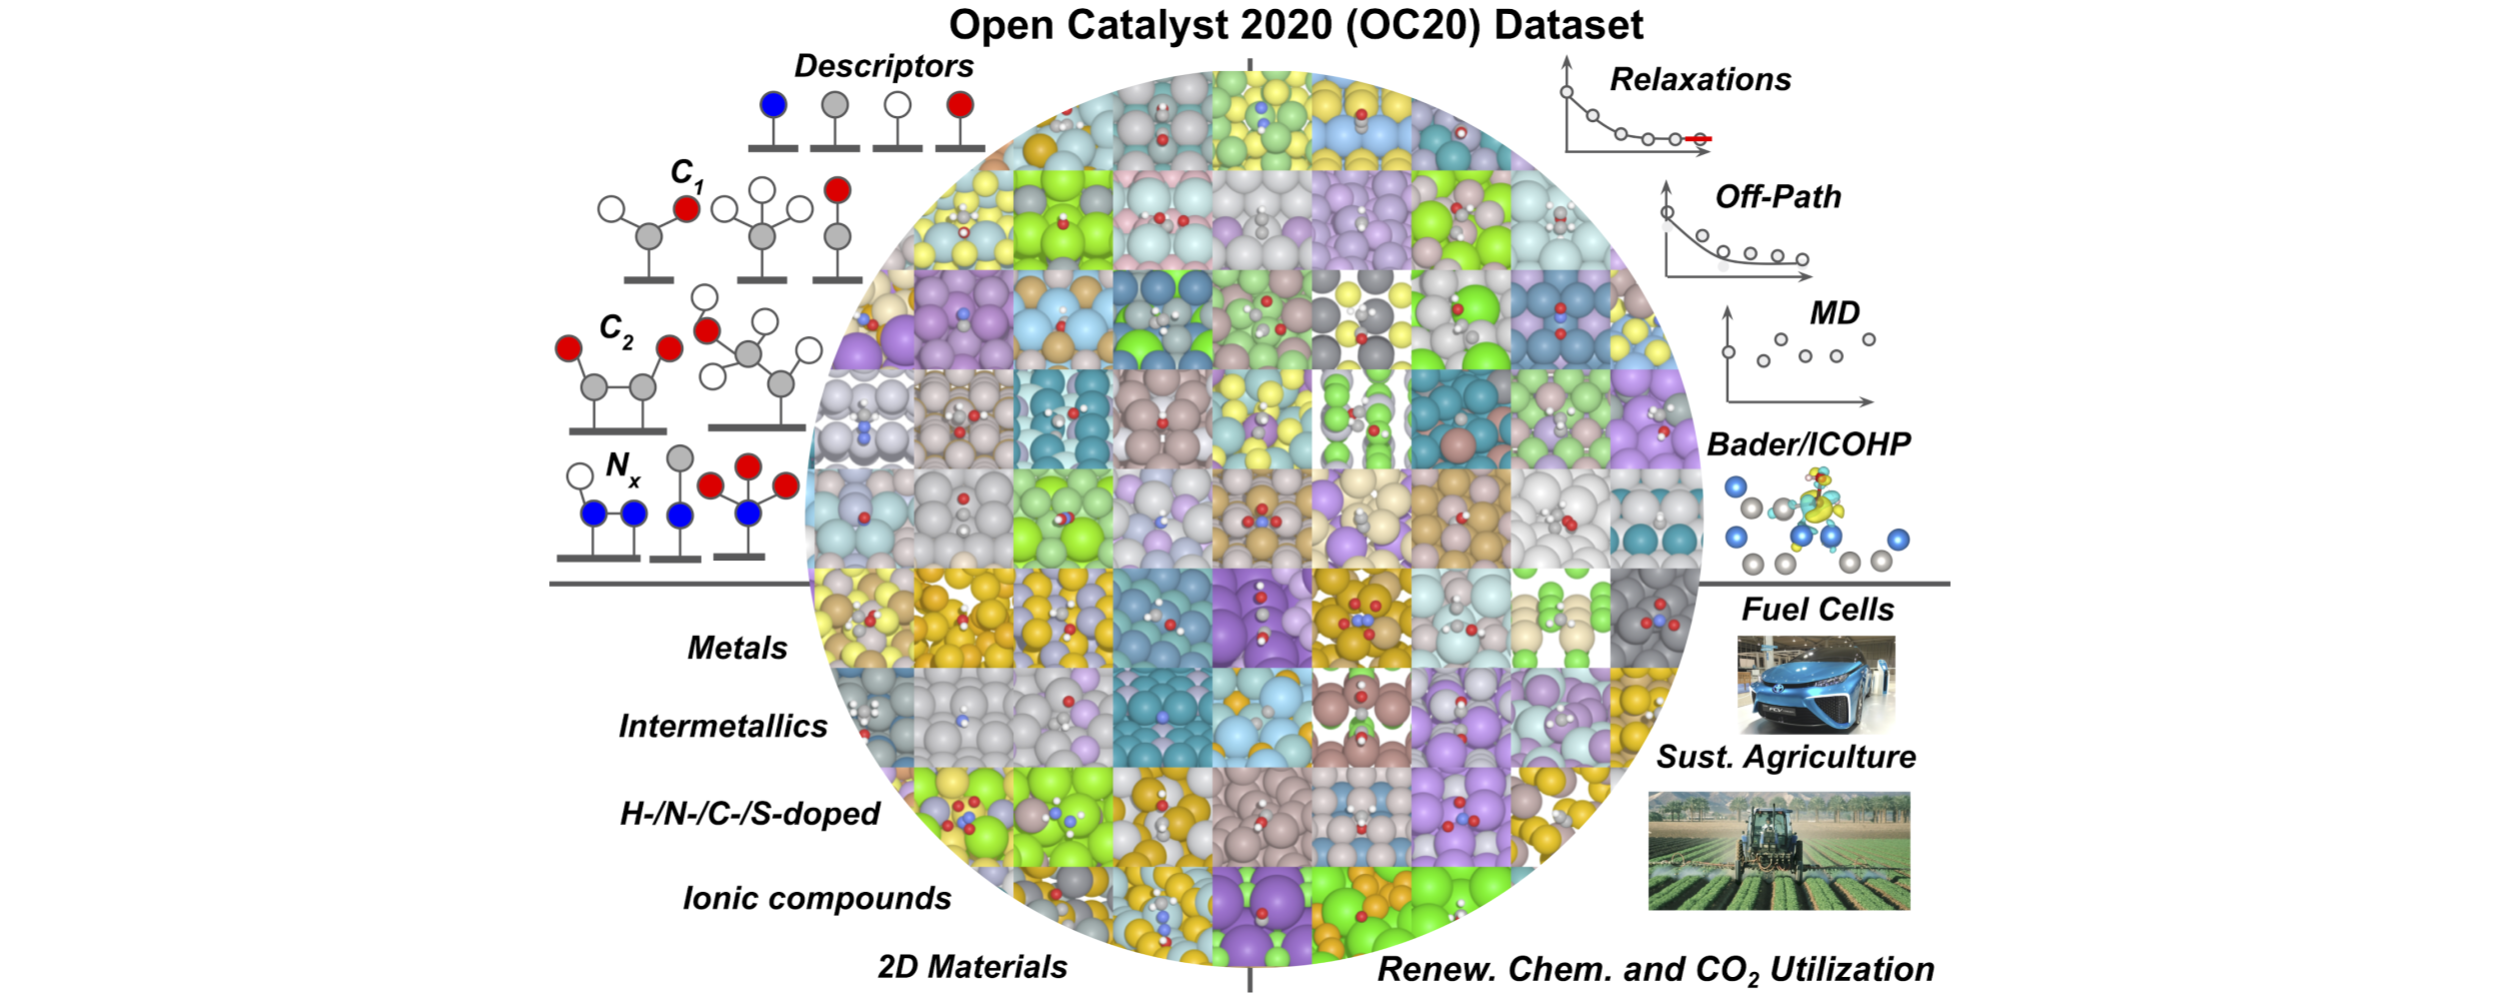 Open Catalyst 2020 (OC20) Dataset
Descriptors
C1
C2
Nx
Relaxations
Off-Path
MD
Bader/ICOHP
Metals
Intermetallics
H-/N-/C-/S-doped
Ionic compounds
2D Materials
Fuel Cells
Sust. Agriculture
Renew. Chem. and CO2 Utilization